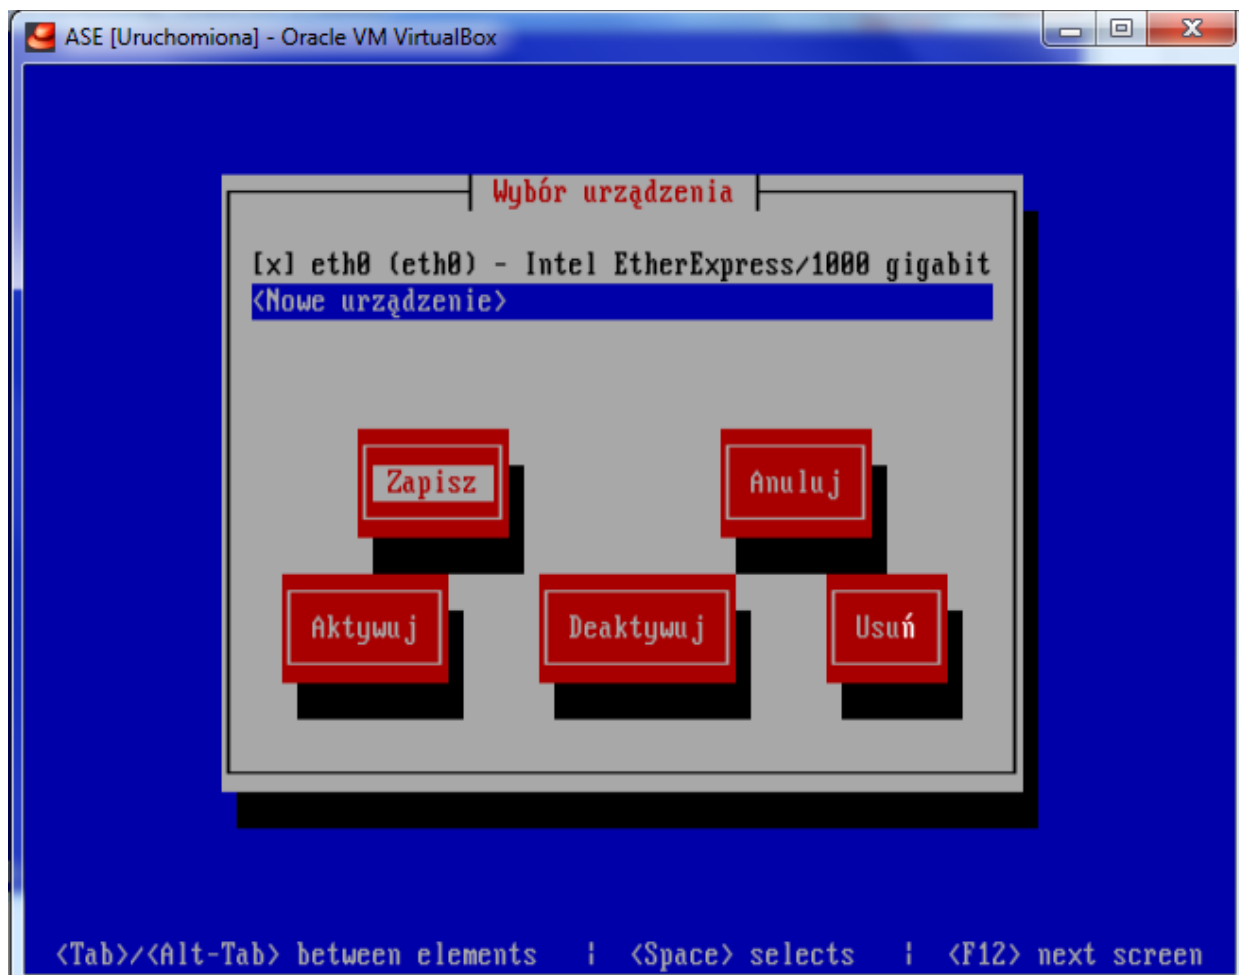 ASE [Uruchomiona] - Oracle VM VirtualBox
Wybór urządzenia
[x] eth0 (eth0) - Intel EtherExpress/1000 gigabit
<Nowe urządzenie>
Zapisz Anuluj
Aktywuj Deaktywuj Usuń
<Tab>/<Alt-Tab> between elements | <Space> selects | <F12> next screen